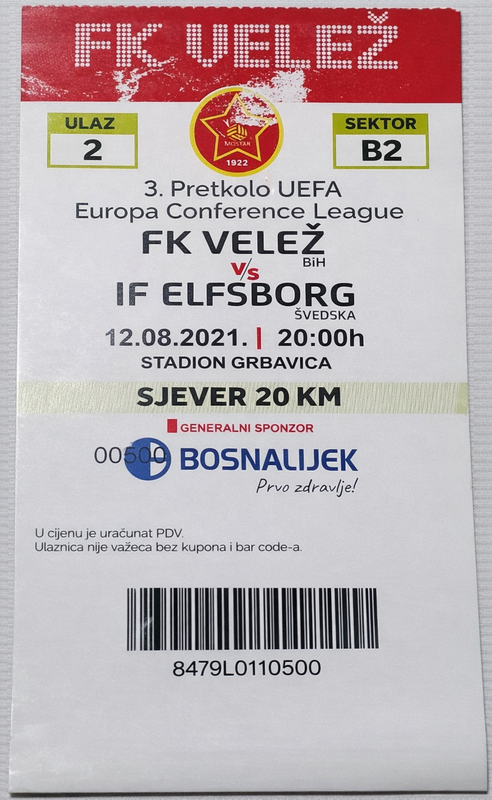 FK VELEŽ
ULAZ
2
SEKTOR
B2
MOSTAR
1922
3. Pretkolo UEFA
Europa Conference League
FK VELEŽ
BiH
v/s
IF ELFSBORG
ŠVEDSKA
12.08.2021. | 20:00h
STADION GRBAVICA
SJEVER 20 KM
GENERALNI SPONZOR
00500
BOSNALIJEK
Prvo zdravlje!
U cijenu je uračunat PDV.
Ulaznica nije važeca bez kupona i bar code-a.
8479L0110500